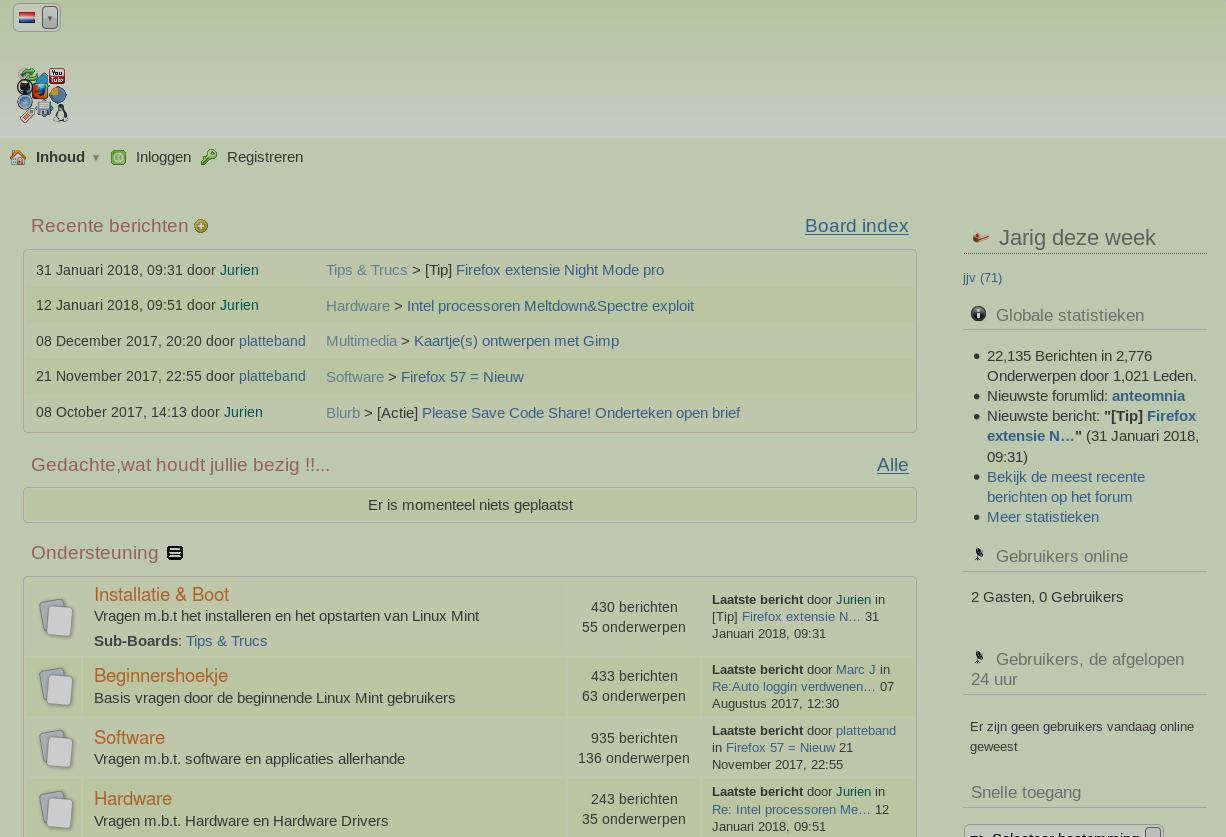 Inhoud Inloggen Registreren
Recente berichten Board index
31 Januari 2018, 09:31 door Jurien Tips & Trucs > [Tip] Firefox extensie Night Mode pro
12 Januari 2018, 09:51 door Jurien Hardware > Intel processoren Meltdown&Spectre exploit
08 December 2017, 20:20 door platteband Multimedia > Kaartje(s) ontwerpen met Gimp
21 November 2017, 22:55 door platteband Software > Firefox 57 = Nieuw
08 October 2017, 14:13 door Jurien Blurb > [Actie] Please Save Code Share! Onderteken open brief
Gedachte,wat houdt jullie bezig !!... Alle
Er is momenteel niets geplaatst
Ondersteuning
Installatie & Boot
Vragen m.b.t het installeren en het opstarten van Linux Mint
Sub-Boards: Tips & Trucs
430 berichten
55 onderwerpen
Laatste bericht door Jurien in
[Tip] Firefox extensie N... 31
Januari 2018, 09:31
Beginnershoekje
Basis vragen door de beginnende Linux Mint gebruikers
433 berichten
63 onderwerpen
Laatste bericht door Marc J in
Re:Auto loggin verdwenen... 07
Augustus 2017, 12:30
Software
Vragen m.b.t. software en applicaties allerhande
935 berichten
136 onderwerpen
Laatste bericht door platteband
in Firefox 57 = Nieuw 21
November 2017, 22:55
Hardware
Vragen m.b.t. Hardware en Hardware Drivers
243 berichten
35 onderwerpen
Laatste bericht door Jurien in
Re: Intel processoren Me... 12
Januari 2018, 09:51
Jarig deze week
jjv (71)
Globale statistieken
22,135 Berichten in 2,776
Onderwerpen door 1,021 Leden.
Nieuwste forumlid: anteomnia
Nieuwste bericht: "[Tip] Firefox
extensie N..." (31 Januari 2018,
09:31)
Bekijk de meest recente
berichten op het forum
Meer statistieken
Gebruikers online
2 Gasten, 0 Gebruikers
Gebruikers, de afgelopen
24 uur
Er zijn geen gebruikers vandaag online
geweest
Snelle toegang